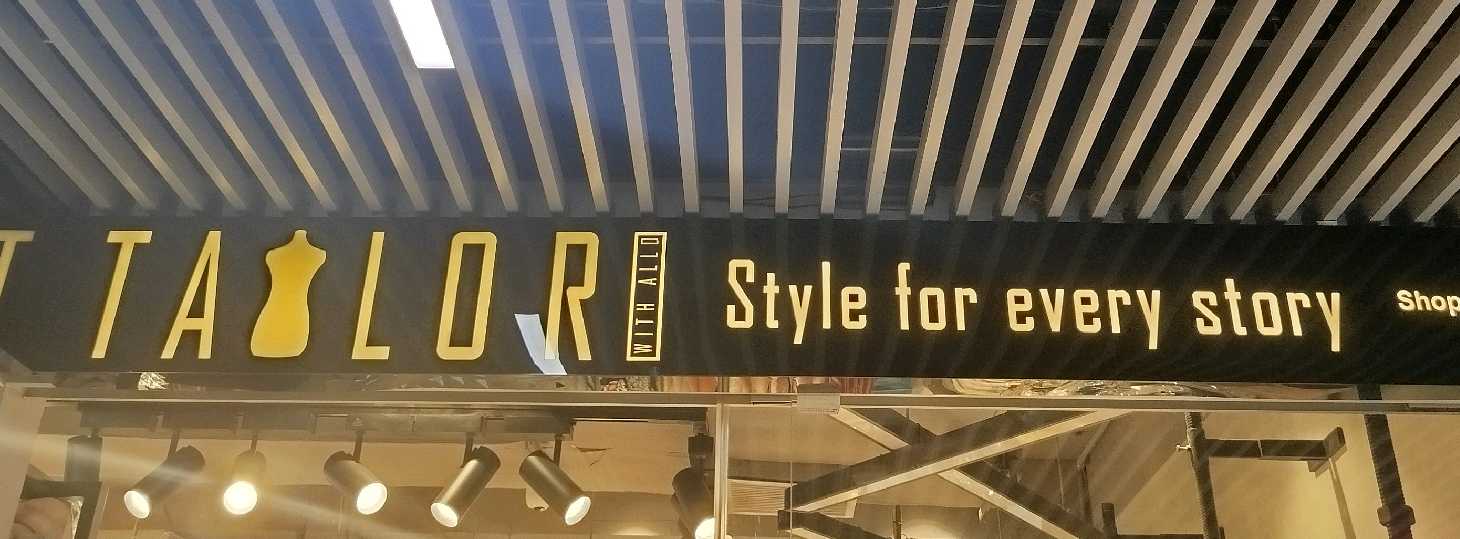 T TAILOR WITH ALLO Style for every story Shop